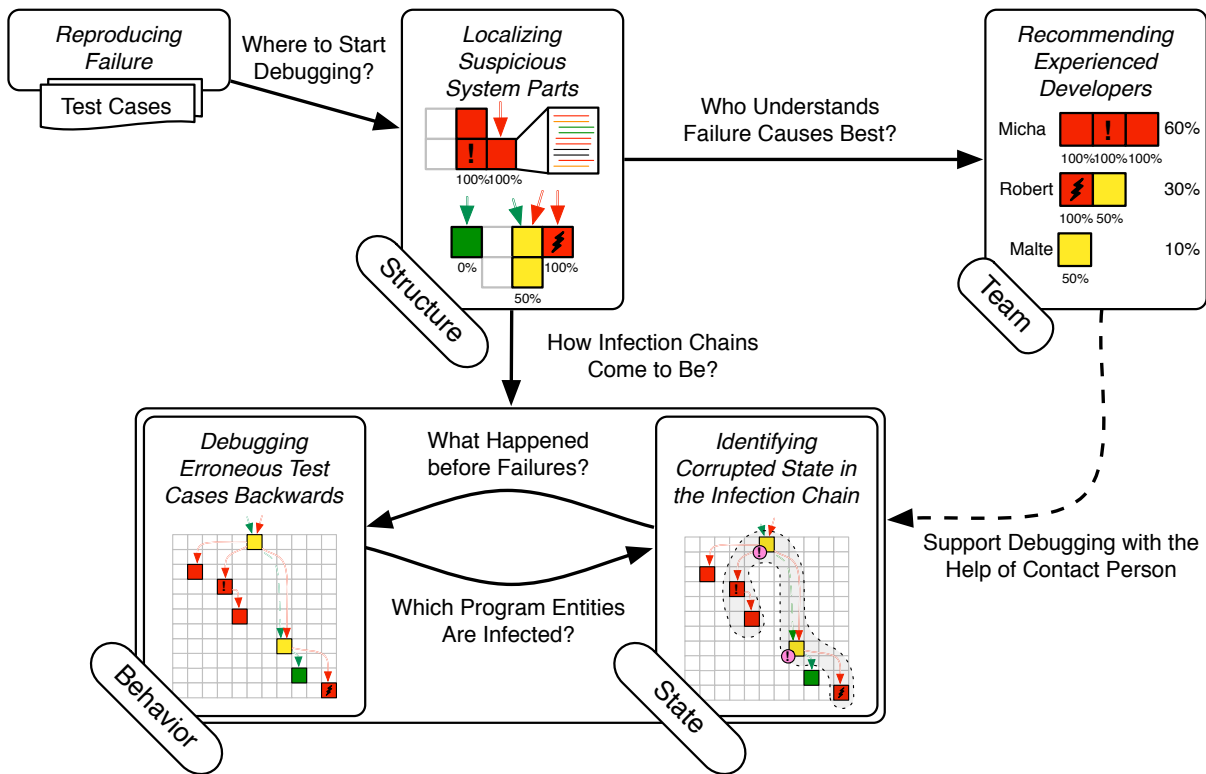 Reproducing
Failure
Test Cases
Where to Start
Debugging?
Localizing
Suspicious
System Parts
!
100%
100%
0%
100%
50%
Structure
Who Understands
Failure Causes Best?
Recommending
Experienced
Developers
Micha
!
60%
100%
100%
100%
Robert
30%
100%
50%
Malte
10%
50%
Team
How Infection Chains
Come to Be?
Debugging
Erroneous Test
Cases Backwards
!
Behavior
What Happened
before Failures?
Which Program Entities
Are Infected?
Identifying
Corrupted State in
the Infection Chain
!
!
!
State
Support Debugging with the
Help of Contact Person